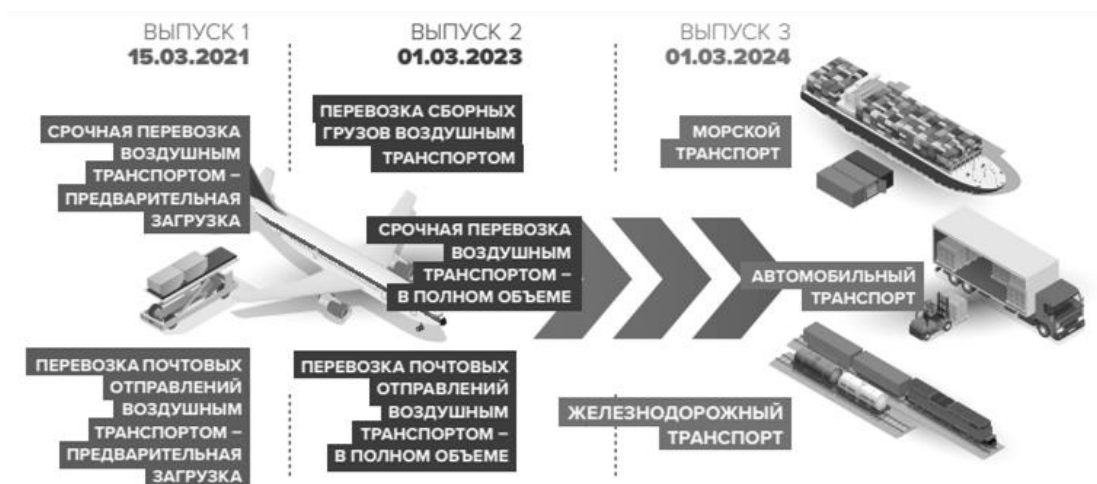 ВЫПУСК 1
15.03.2021
СРОЧНАЯ ПЕРЕВОЗКА
ВОЗДУШНЫМ
ТРАНСПОРТОМ –
ПРЕДВАРИТЕЛЬНАЯ
ЗАГРУЗКА
ПЕРЕВОЗКА ПОЧТОВЫХ
ОТПРАВЛЕНИЙ
ВОЗДУШНЫМ
ТРАНСПОРТОМ –
ПРЕДВАРИТЕЛЬНАЯ
ЗАГРУЗКА
ВЫПУСК 2
01.03.2023
ПЕРЕВОЗКА СБОРНЫХ
ГРУЗОВ ВОЗДУШНЫМ
ТРАНСПОРТОМ
СРОЧНАЯ ПЕРЕВОЗКА
ВОЗДУШНЫМ
ТРАНСПОРТОМ –
В ПОЛНОМ ОБЪЕМЕ
ПЕРЕВОЗКА ПОЧТОВЫХ
ОТПРАВЛЕНИЙ
ВОЗДУШНЫМ
ТРАНСПОРТОМ –
В ПОЛНОМ ОБЪЕМЕ
ВЫПУСК 3
01.03.2024
МОРСКОЙ
ТРАНСПОРТ
АВТОМОБИЛЬНЫЙ
ТРАНСПОРТ
ЖЕЛЕЗНОДОРОЖНЫЙ
ТРАНСПОРТ